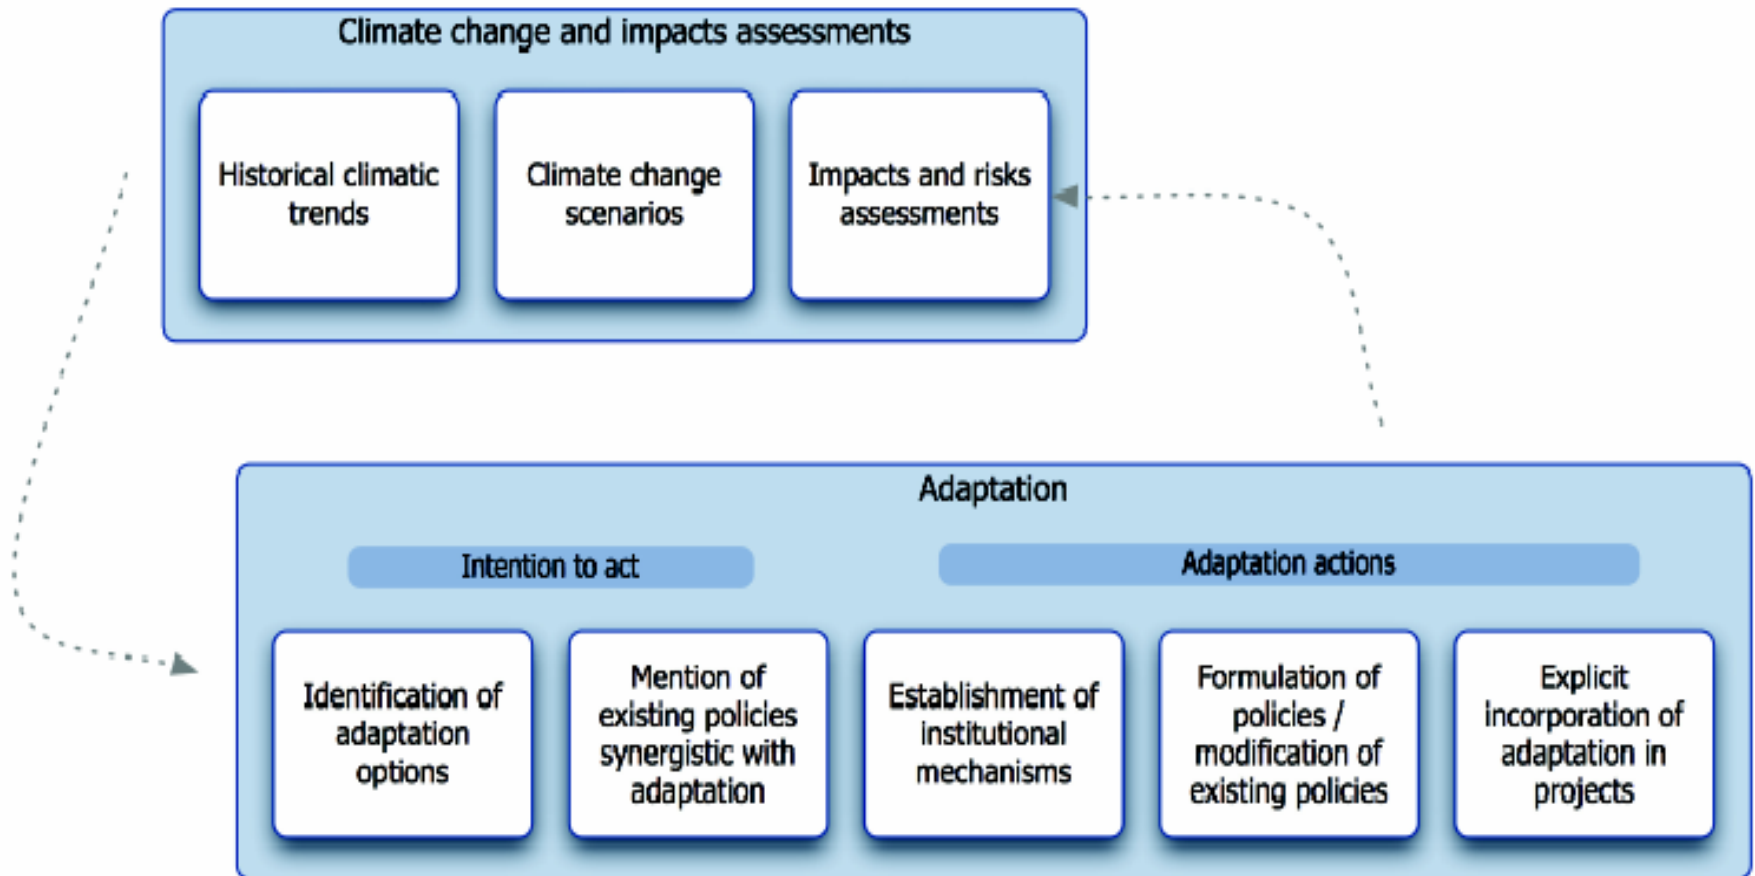 Climate change and impacts assessments
Historical climatic
trends
Climate change
scenarios
Impacts and risks
assessments
Adaptation
Intention to act
Adaptation actions
Identification of
adaptation
options
Mention of
existing policies
synergistic with
adaptation
Establishment of
institutional
mechanisms
Formulation of
policies /
modification of
existing policies
Explicit
incorporation of
adaptation in
projects